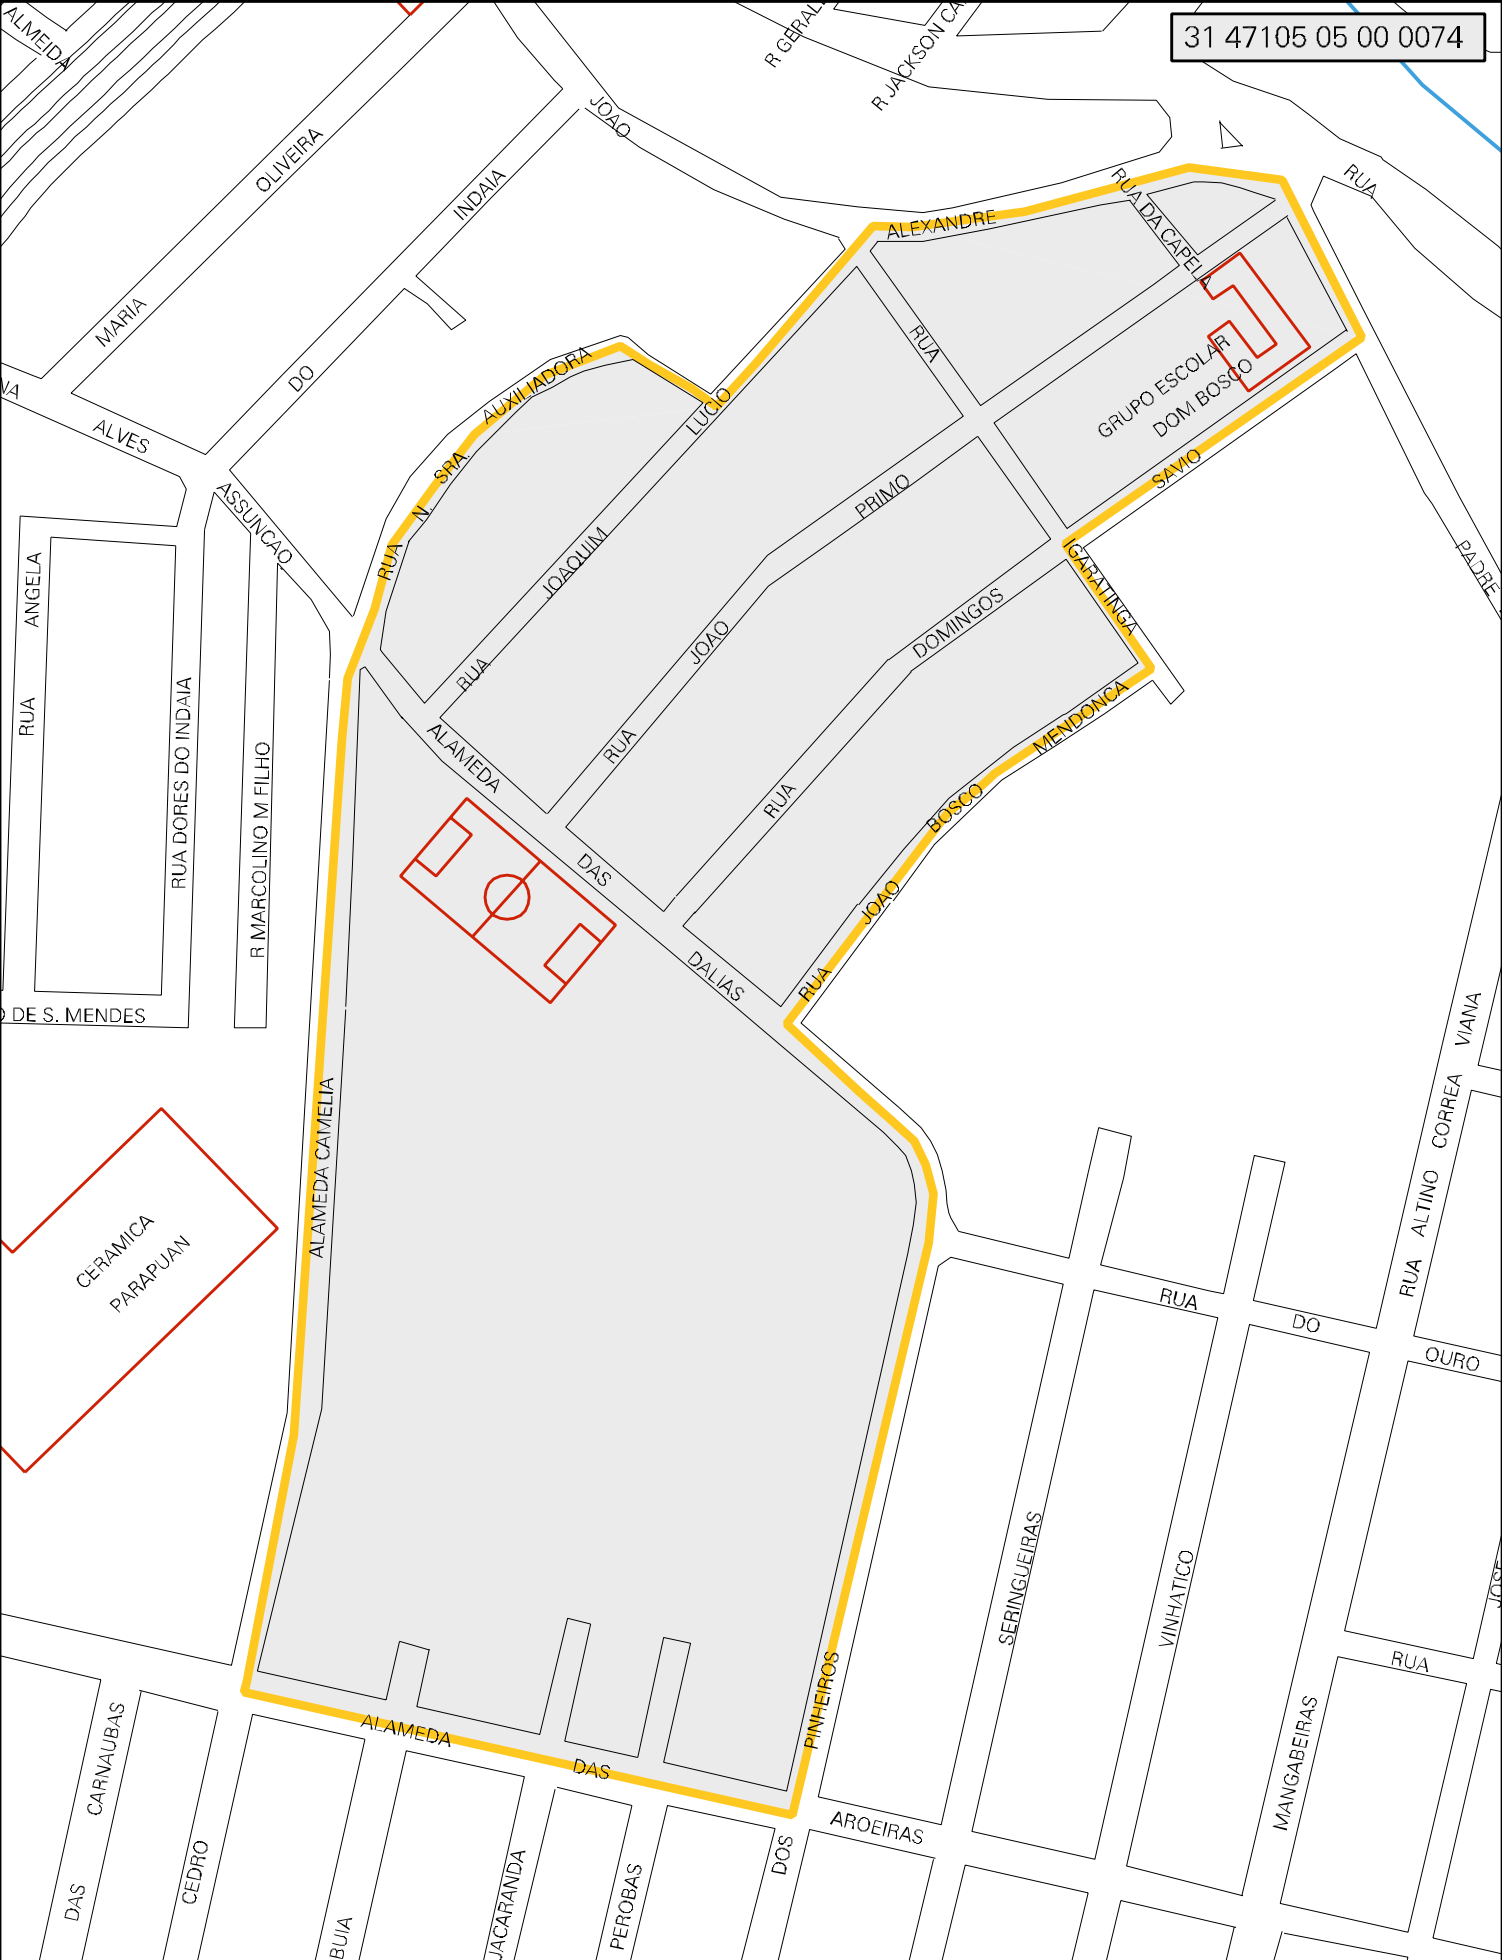 31 47105 05 00 0074
ALMEIDA
OLIVEIRA
MARIA
INDAIA
DO
JOAO
R JACKSON
RUA
ALEXANDRE
RUA DA CAPELA
RUA
GRUPO ESCOLAR
DOM BOSCO
SAVIO
AUXILIADORA
SRA.
N.
RUA
LUCIO
JOAQUIM
RUA
ALVES
ASSUNCAO
PRIMO
JOAO
RUA
DOMINGOS
RUA
IGARATINGA
PADRE
MENDONCA
BOSCO
JOAO
RUA
ANGELA
RUA
RUA DORES DO INDAIA
R MARCOLINO M FILHO
DE S. MENDES
ALAMEDA
DAS
DALIAS
ALAMEDA CAMELIA
CERAMICA
PARAPUAN
VIANA
CORREA
ALTINO
RUA
RUA
DO
OURO
SERINGUEIRAS
VINHATICO
MANGABEIRAS
RUA
PINHEIROS
DOS
ALAMEDA
DAS
AROEIRAS
CARNAUBAS
DAS
CEDRO
JACARANDA
PEROBAS